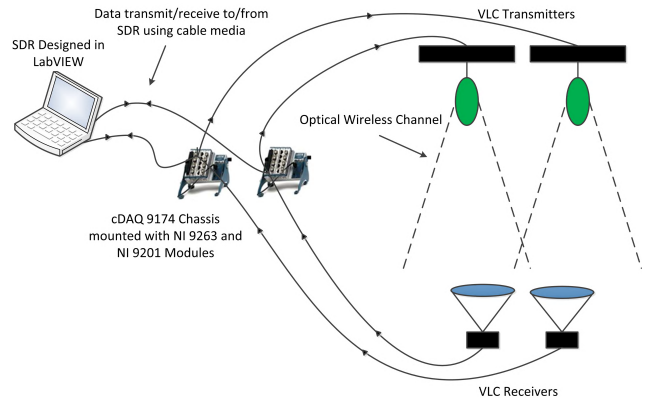 Data transmit/receive to/from
SDR using cable media
VLC Transmitters
SDR Designed in
LabVIEW
Optical Wireless Channel
cDAQ 9174 Chassis
mounted with NI 9263 and
NI 9201 Modules
VLC Receivers